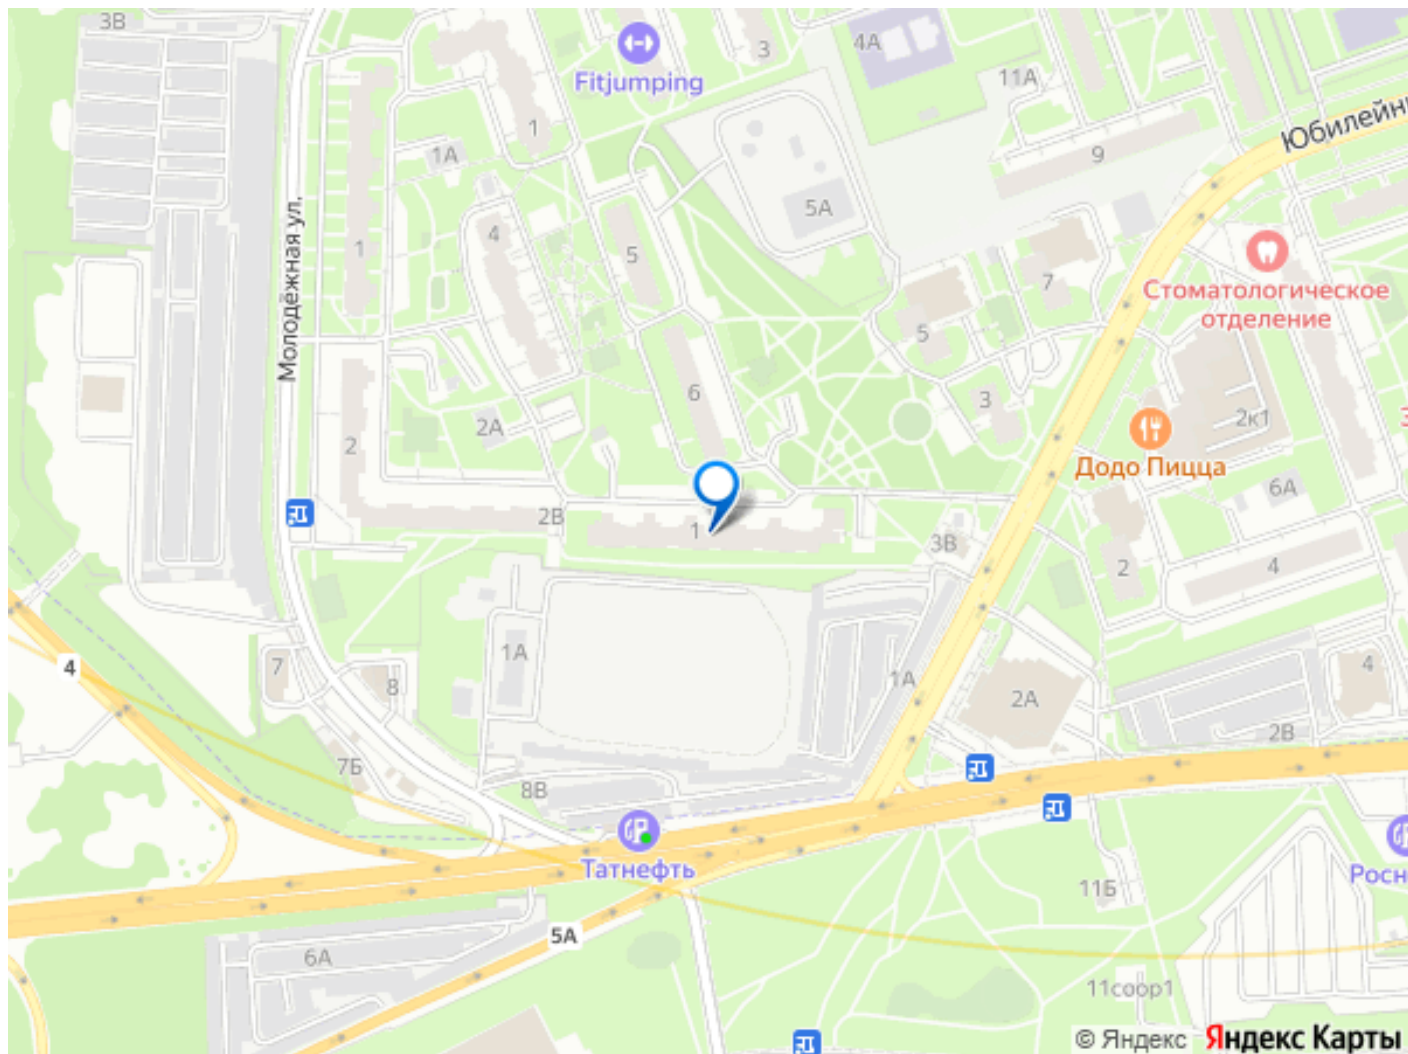 3В
Fitjumping
3
4А
11А
Юбилейн
1
1А
9
5А
Молодёжная ул.
1
4
5
7
Стоматологическое
отделение
5
6
3
2А
2
2к1
Додо Пицца
6А
2В
1
3В
2
4
1А
4
7
8
1А
2А
4
2В
7Б
8В
Татнефть
Росн
11Б
5А
6А
11соор1
© Яндекс Яндекс Карты